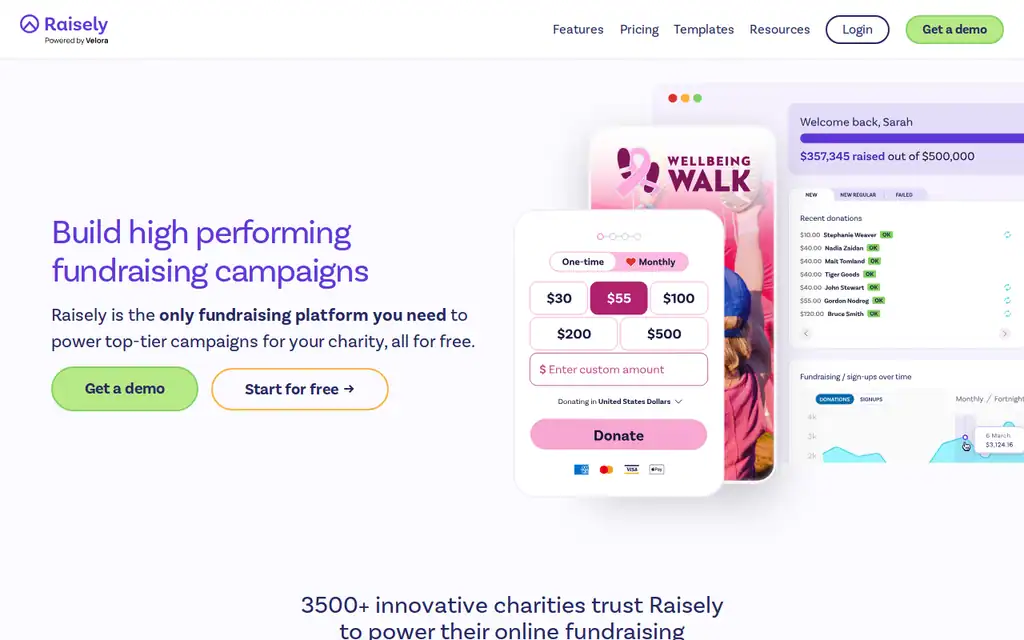 Raisely
Powered by Velora
Features Pricing Templates Resources Login Get a demo
Build high performing
fundraising campaigns
Raisely is the only fundraising platform you need to
power top-tier campaigns for your charity, all for free.
Get a demo Start for free →
WELLBEING
WALK
One-time Monthly
$30 $55 $100
$200 $500
$ Enter custom amount
Donating in United States Dollars
Donate
VISA
Pay
Welcome back, Sarah
$357,345 raised out of $500,000
NEW NEW REGULAR FAILED
Recent donations
$10.00 Stephanie Weaver OK
$40.00 Nadia Zaidan OK
$40.00 Mait Tomland OK
$40.00 Tiger Goods OK
$40.00 John Stewart OK
$55.00 Gordon Nodrog OK
$120.00 Bruce Smith OK
Fundraising / sign-ups over time
DONATIONS SIGNUPS Monthly / Fortnight
4k
3k
2k
6 March
$3,124.16
3500+ innovative charities trust Raisely
to power their online fundraising